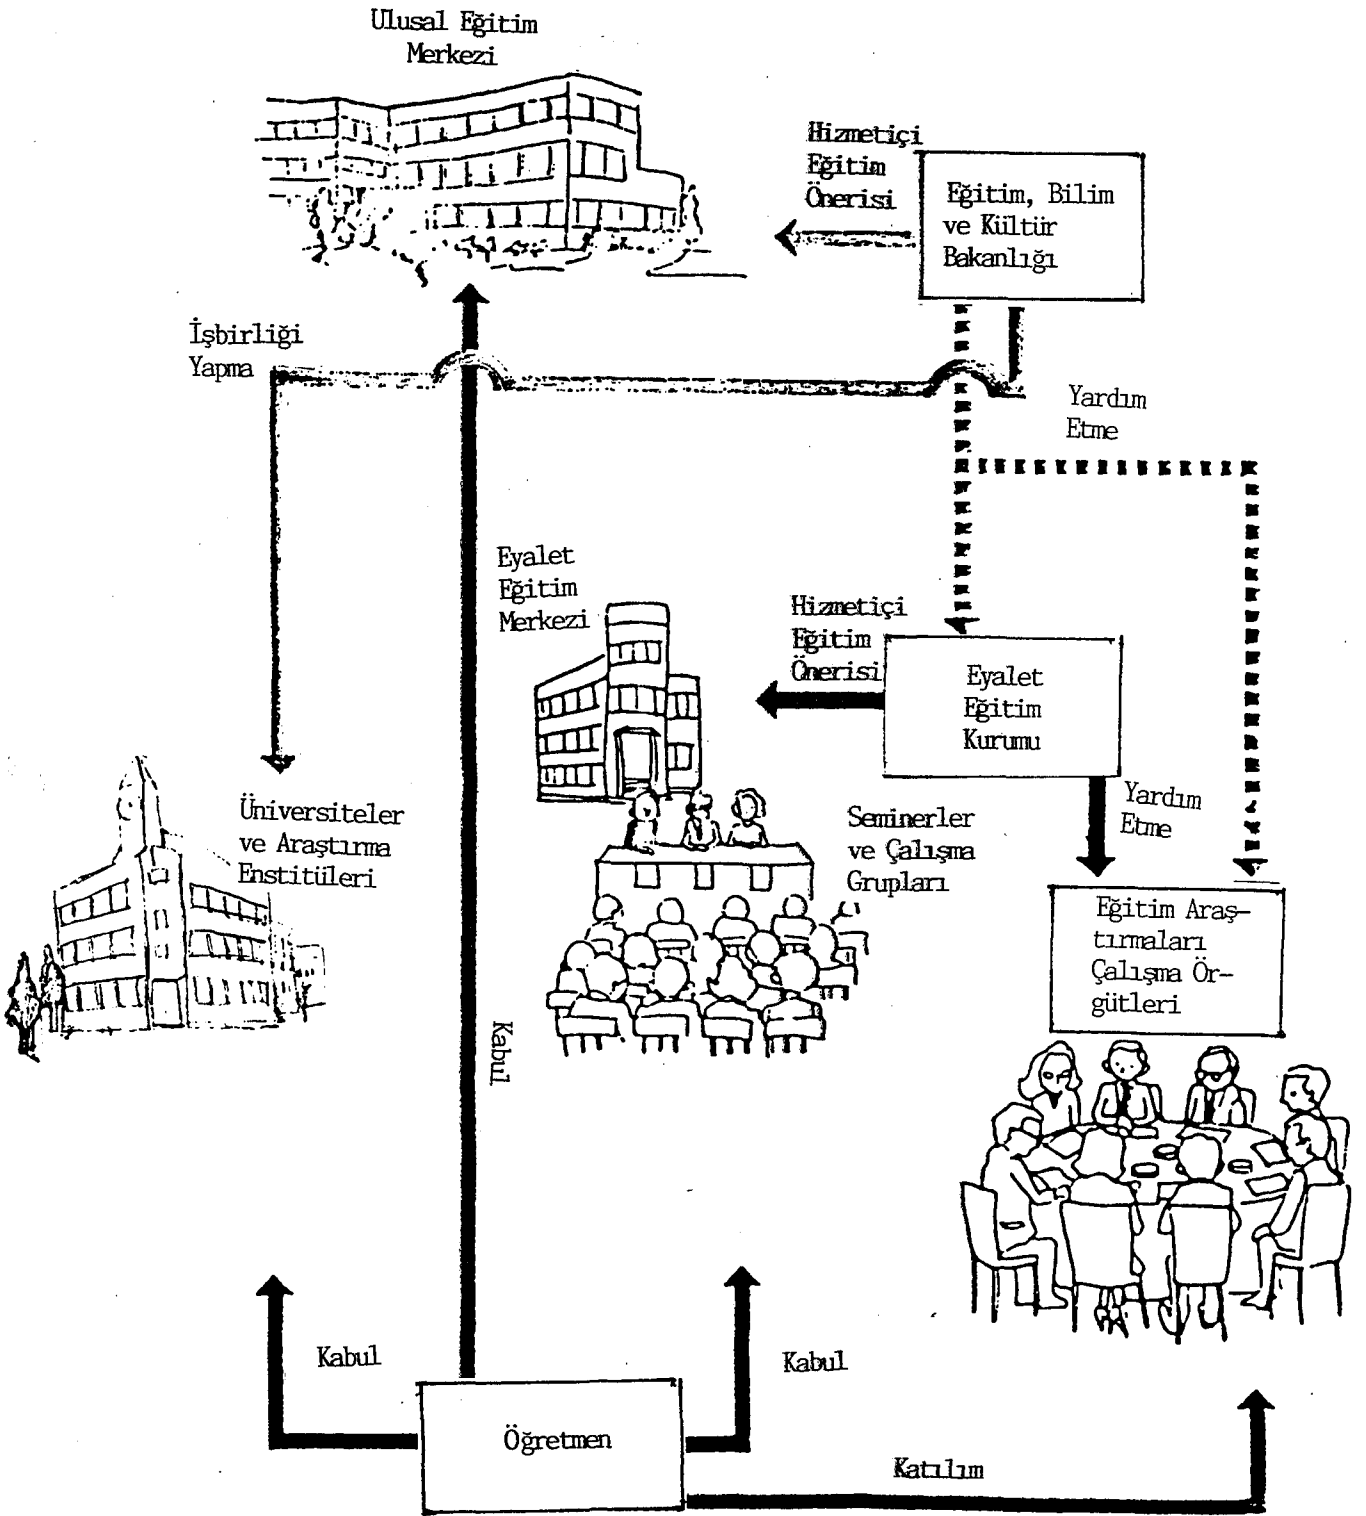 Ulusal Eğitim
Merkezi
Hizmetiçi
Eğitim
Önerisi
Eğitim, Bilim
ve Kültür
Bakanlığı
İşbirliği
Yapma
Yardım
Etme
Eyalet
Eğitim
Merkezi
Hizmetiçi
Eğitim
Önerisi
Eyalet
Eğitim
Kurumu
Yardım
Etme
Üniversiteler
ve Araştırma
Enstitüleri
Seminerler
ve Çalışma
Grupları
Eğitim Araş-
tırmaları
Çalışma Ör-
gütleri
Kabul
Kabul
Kabul
Öğretmen
Katılım